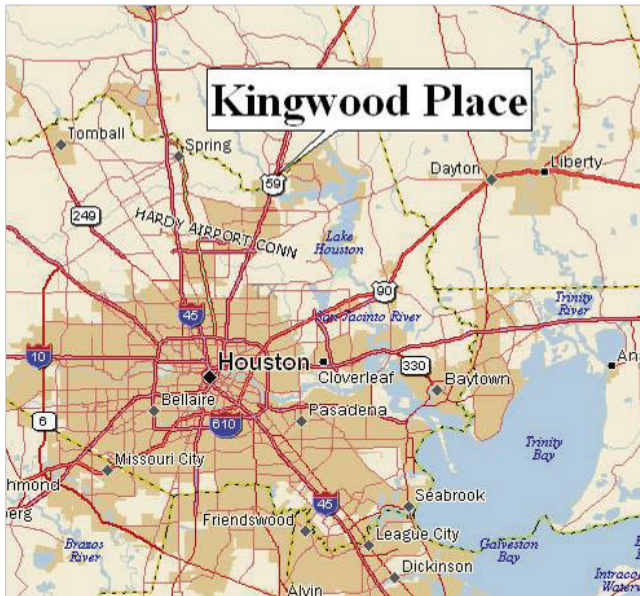 Kingwood Place
Tomball
Spring
59
Dayton
Liberty
249
HARDY AIRPORT CONN
Lake
Houston
90
45
San Jacinto River
Trinity
River
10
Houston
Cloverleaf
330
Baytown
Bellaire
6
610
Pasadena
Trinity
Bay
Missouri City
45
Seabrook
Friendswood
League City
Galveston
Bay
Brazos
River
Dickinson
Alvin